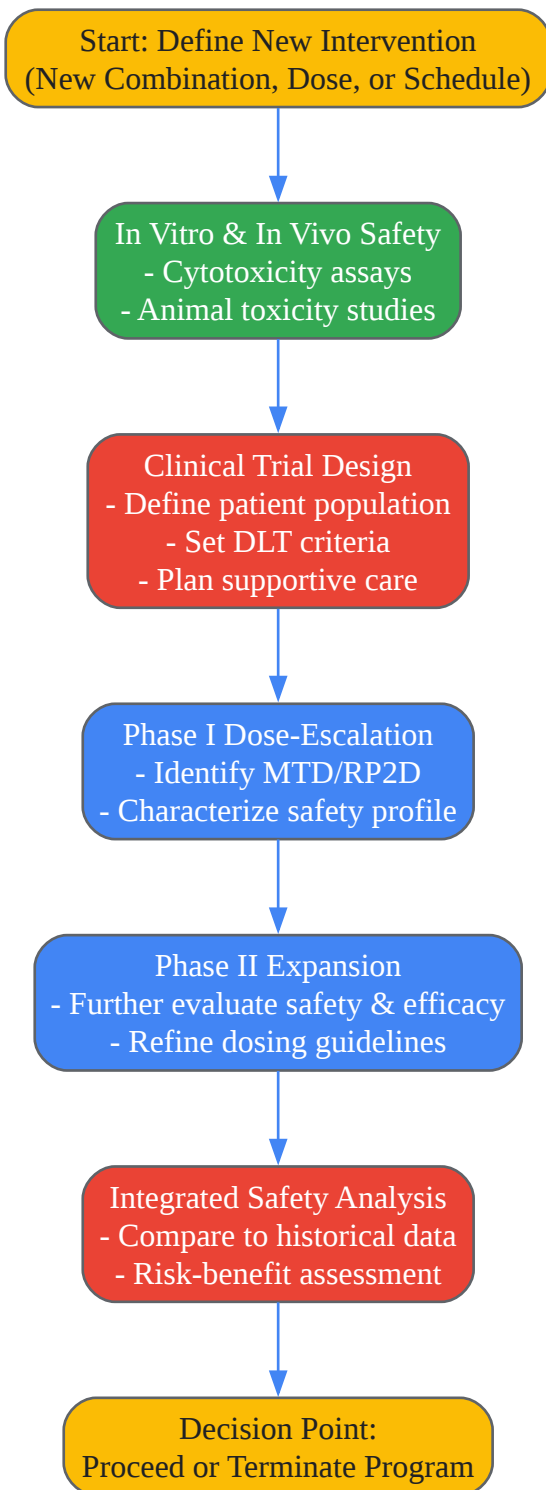 Start: Define New Intervention
(New Combination, Dose, or Schedule)
In Vitro & In Vivo Safety
- Cytotoxicity assays
- Animal toxicity studies
Clinical Trial Design
- Define patient population
- Set DLT criteria
- Plan supportive care
Phase I Dose-Escalation
- Identify MTD/RP2D
- Characterize safety profile
Phase II Expansion
- Further evaluate safety & efficacy
- Refine dosing guidelines
Integrated Safety Analysis
- Compare to historical data
- Risk-benefit assessment
Decision Point:
Proceed or Terminate Program